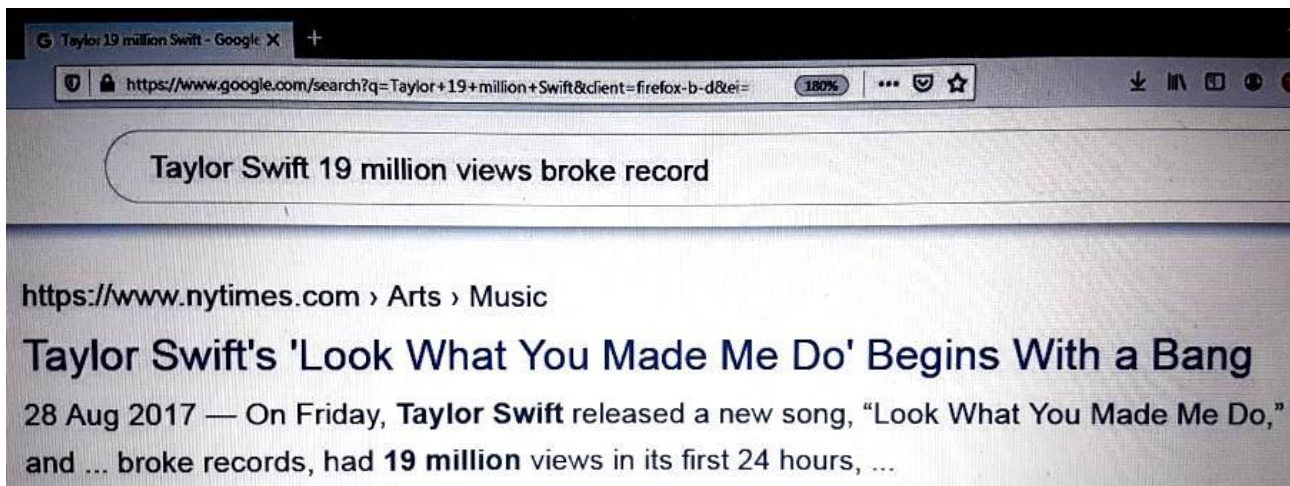 Taylor 19 million Swift - Google
https://www.google.com/search?q=Taylor+19+million+Swift&client=firefox-b-d&ei=
180%
Taylor Swift 19 million views broke record
https://www.nytimes.com › Arts › Music
Taylor Swift's 'Look What You Made Me Do' Begins With a Bang
28 Aug 2017 — On Friday, Taylor Swift released a new song, “Look What You Made Me Do,”
and ... broke records, had 19 million views in its first 24 hours, ...